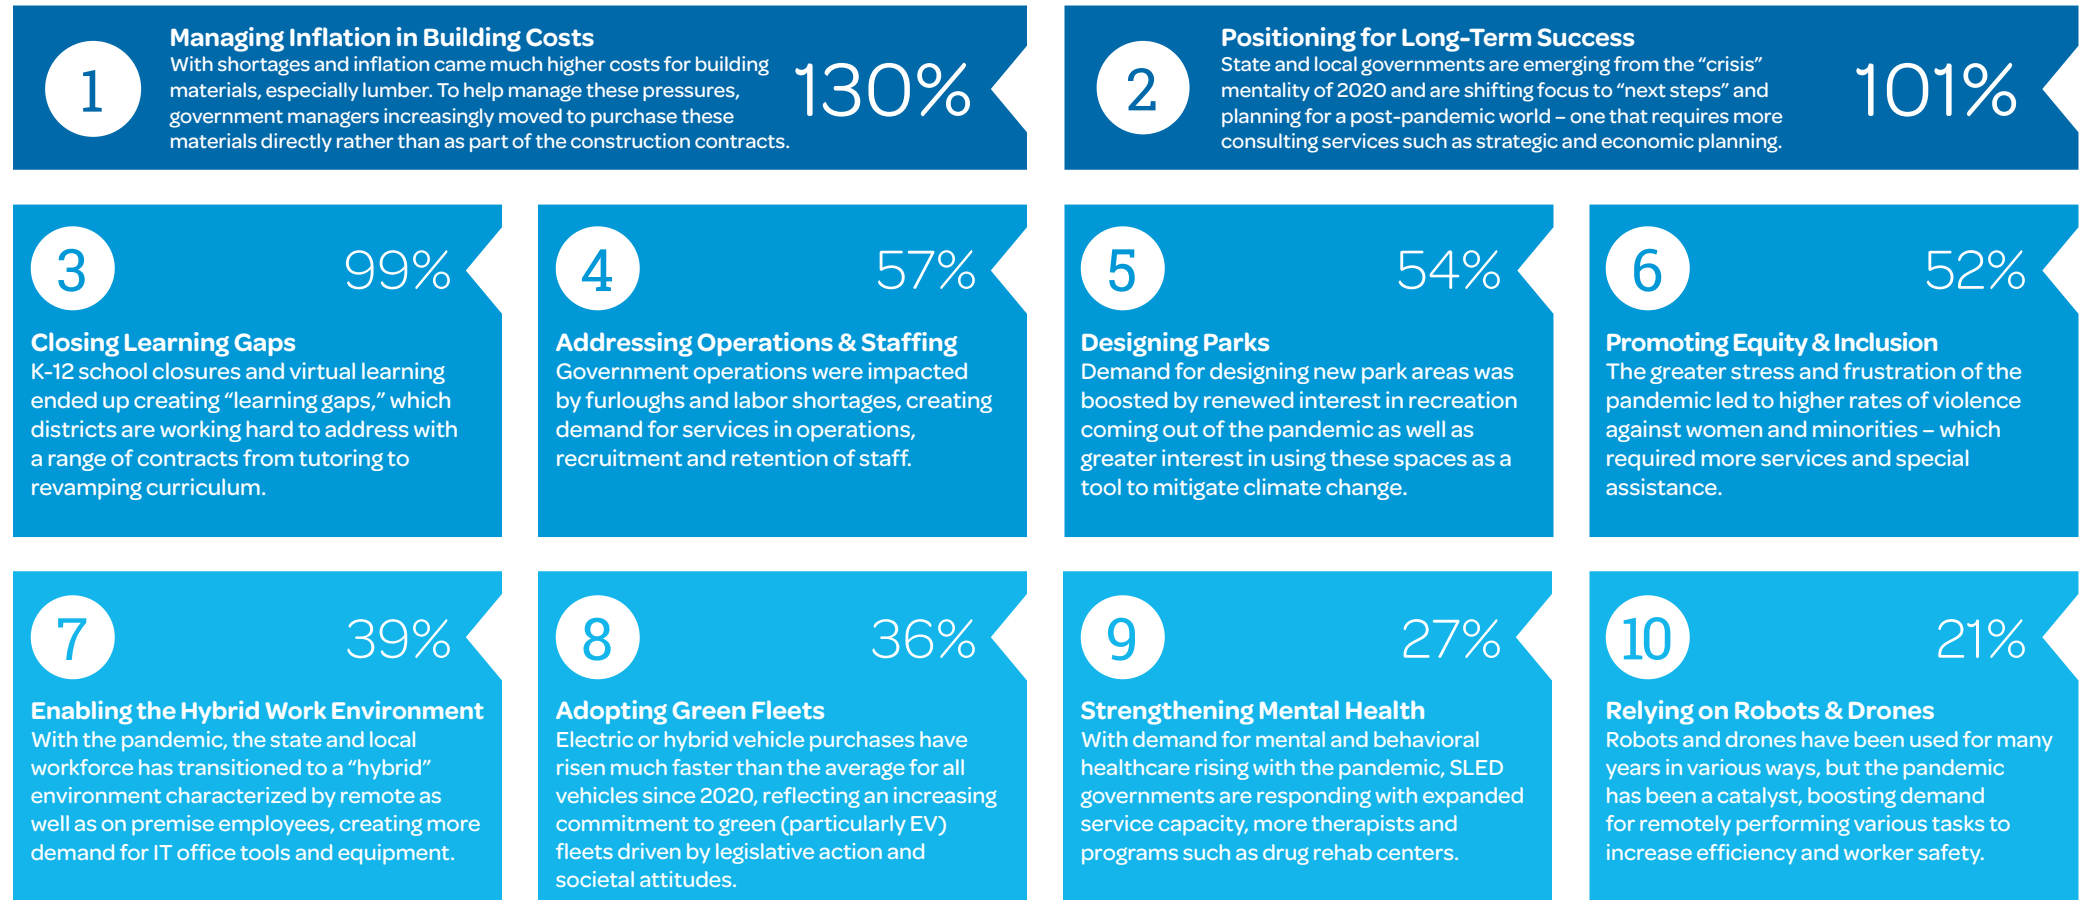 1
Managing Inflation in Building Costs
With shortages and inflation came much higher costs for building
materials, especially lumber. To help manage these pressures,
government managers increasingly moved to purchase these
materials directly rather than as part of the construction contracts.
130%
2
Positioning for Long-Term Success
State and local governments are emerging from the “crisis”
mentality of 2020 and are shifting focus to “next steps” and
planning for a post-pandemic world – one that requires more
consulting services such as strategic and economic planning.
101%
3
99%
Closing Learning Gaps
K-12 school closures and virtual learning
ended up creating “learning gaps,” which
districts are working hard to address with
a range of contracts from tutoring to
revamping curriculum.
4
57%
Addressing Operations & Staffing
Government operations were impacted
by furloughs and labor shortages, creating
demand for services in operations,
recruitment and retention of staff.
5
54%
Designing Parks
Demand for designing new park areas was
boosted by renewed interest in recreation
coming out of the pandemic as well as
greater interest in using these spaces as a
tool to mitigate climate change.
6
52%
Promoting Equity & Inclusion
The greater stress and frustration of the
pandemic led to higher rates of violence
against women and minorities – which
required more services and special
assistance.
7
39%
Enabling the Hybrid Work Environment
With the pandemic, the state and local
workforce has transitioned to a “hybrid”
environment characterized by remote as
well as on premise employees, creating more
demand for IT office tools and equipment.
8
36%
Adopting Green Fleets
Electric or hybrid vehicle purchases have
risen much faster than the average for all
vehicles since 2020, reflecting an increasing
commitment to green (particularly EV)
fleets driven by legislative action and
societal attitudes.
9
27%
Strengthening Mental Health
With demand for mental and behavioral
healthcare rising with the pandemic, SLED
governments are responding with expanded
service capacity, more therapists and
programs such as drug rehab centers.
10
21%
Relying on Robots & Drones
Robots and drones have been used for many
years in various ways, but the pandemic
has been a catalyst, boosting demand
for remotely performing various tasks to
increase efficiency and worker safety.